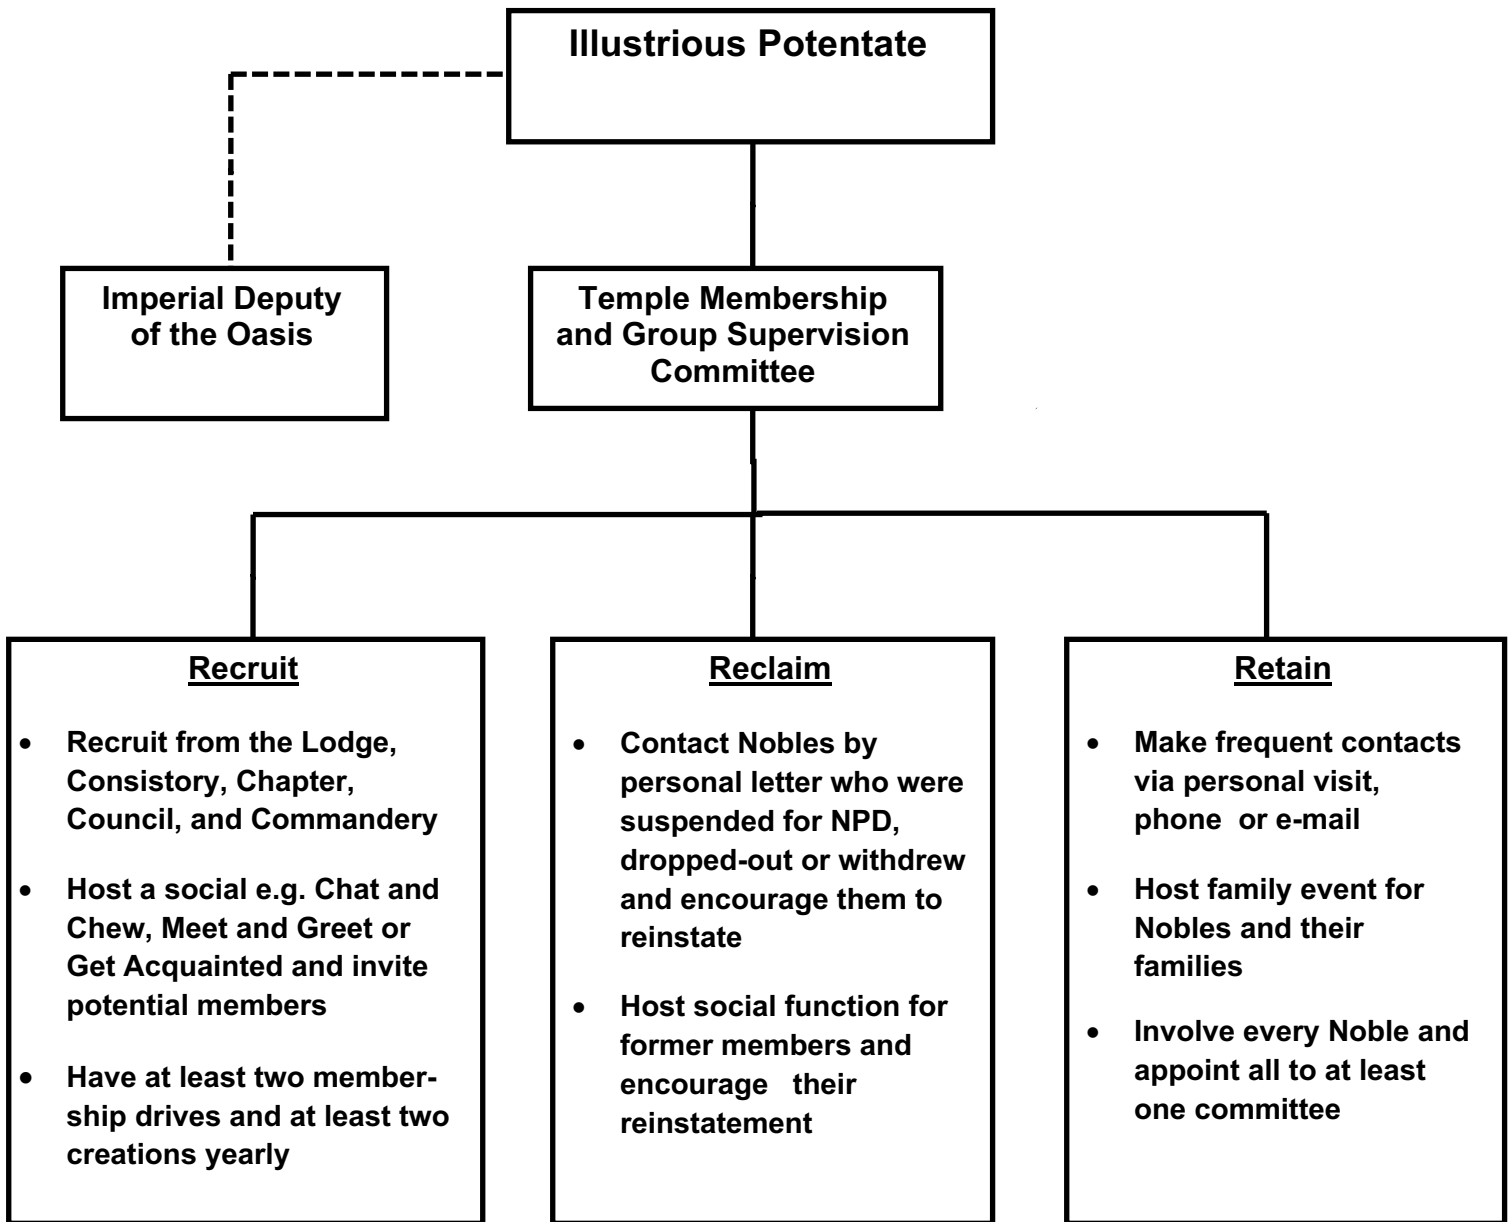 Illustrious Potentate
Imperial Deputy
of the Oasis
Temple Membership
and Group Supervision
Committee
Recruit
• Recruit from the Lodge,
Consistory, Chapter,
Council, and Commandery
• Host a social e.g. Chat and
Chew, Meet and Greet or
Get Acquainted and invite
potential members
• Have at least two member-
ship drives and at least two
creations yearly
Reclaim
• Contact Nobles by
personal letter who were
suspended for NPD,
dropped-out or withdrew
and encourage them to
reinstate
• Host social function for
former members and
encourage their
reinstatement
Retain
• Make frequent contacts
via personal visit,
phone or e-mail
• Host family event for
Nobles and their
families
• Involve every Noble and
appoint all to at least
one committee